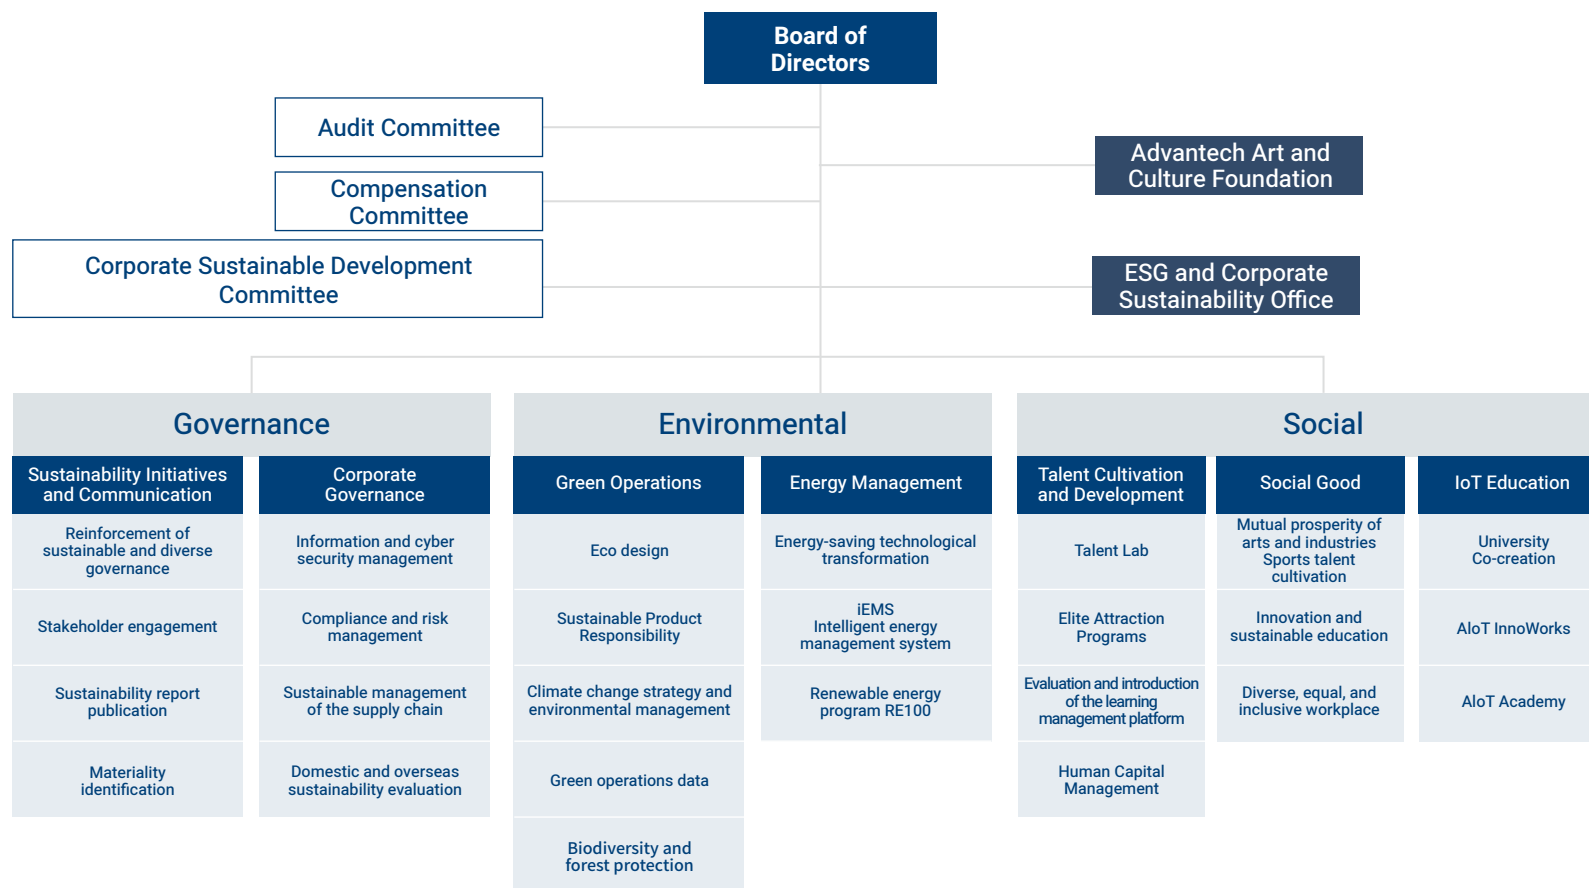 Board of
Directors
Audit Committee
Advantech Art and
Culture Foundation
Compensation
Committee
Corporate Sustainable Development
Committee
ESG and Corporate
Sustainability Office
Governance
Environmental
Social
Sustainability Initiatives
and Communication
Reinforcement of
sustainable and diverse
governance
Stakeholder engagement
Sustainability report
publication
Materiality
identification
Corporate
Governance
Information and cyber
security management
Compliance and risk
management
Sustainable management
of the supply chain
Domestic and overseas
sustainability evaluation
Green Operations
Eco design
Sustainable Product
Responsibility
Climate change strategy and
environmental management
Green operations data
Biodiversity and
forest protection
Energy Management
Energy-saving technological
transformation
iEMS
Intelligent energy
management system
Renewable energy
program RE100
Talent Cultivation
and Development
Talent Lab
Elite Attraction
Programs
Evaluation and introduction
of the learning
management platform
Human Capital
Management
Social Good
Mutual prosperity of
arts and industries
Sports talent
cultivation
Innovation and
sustainable education
Diverse, equal, and
inclusive workplace
IoT Education
University
Co-creation
AIoT InnoWorks
AIoT Academy